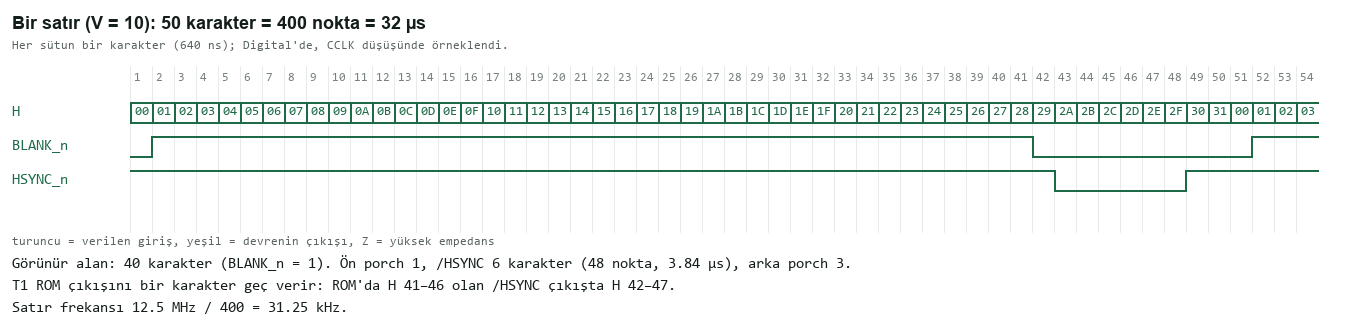 Bir satır (V = 10): 50 karakter = 400 nokta = 32 µs
Her sütun bir karakter (640 ns); Digital'de, CCLK düşüşünde örneklendi.
1 2 3 4 5 6 7 8 9 10 11 12 13 14 15 16 17 18 19 20 21 22 23 24 25 26 27 28 29 30 31 32 33 34 35 36 37 38 39 40 41 42 43 44 45 46 47 48 49 50 51 52 53 54
H 00 01 02 03 04 05 06 07 08 09 0A 0B 0C 0D 0E 0F 10 11 12 13 14 15 16 17 18 19 1A 1B 1C 1D 1E 1F 20 21 22 23 24 25 26 27 28 29 2A 2B 2C 2D 2E 2F 30 31 00 01 02 03
BLANK_n
HSYNC_n
turuncu = verilen giriş, yeşil = devrenin çıkışı, Z = yüksek empedans
Görünür alan: 40 karakter (BLANK_n = 1). Ön porch 1, /HSYNC 6 karakter (48 nokta, 3.84 µs), arka porch 3.
T1 ROM çıkışını bir karakter geç verir: ROM'da H 41–46 olan /HSYNC çıkışta H 42–47.
Satır frekansı 12.5 MHz / 400 = 31.25 kHz.